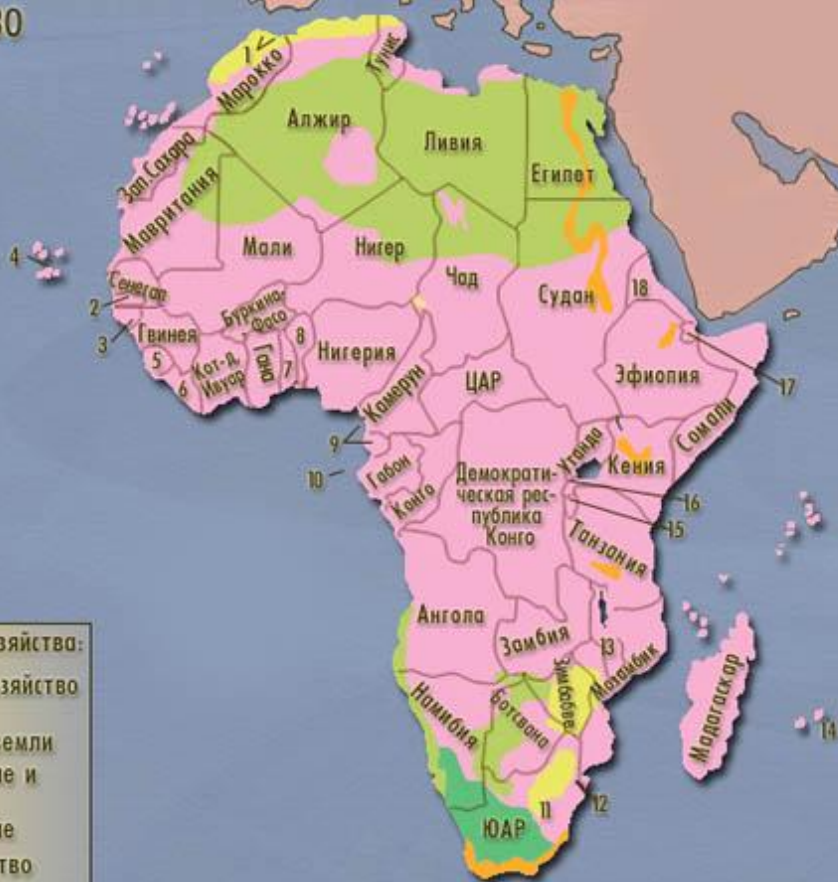 30
1
Марокко
Тунис
Алжир
Ливия
Египет
Зап.Сахара
Мавритания
Мали
Нигер
Чад
Судан
18
4
Сенегал
2
3
Гвинея
Буркина-
Фасо
8
5
6
Кот-д,
Ивуар
Гана
7
Нигерия
Камерун
ЦАР
Эфиопия
17
Сомали
9
10
Габон
Конго
Демократи-
ческая рес-
публика
Конго
Уганда
Кения
16
15
Танзания
Ангола
Замбия
13
Мозамбик
Зимбабве
Намибия
Ботсвана
Мадагаскар
14
11
12
ЮАР
зяйства:
зяйство
емли
е и
е
тво